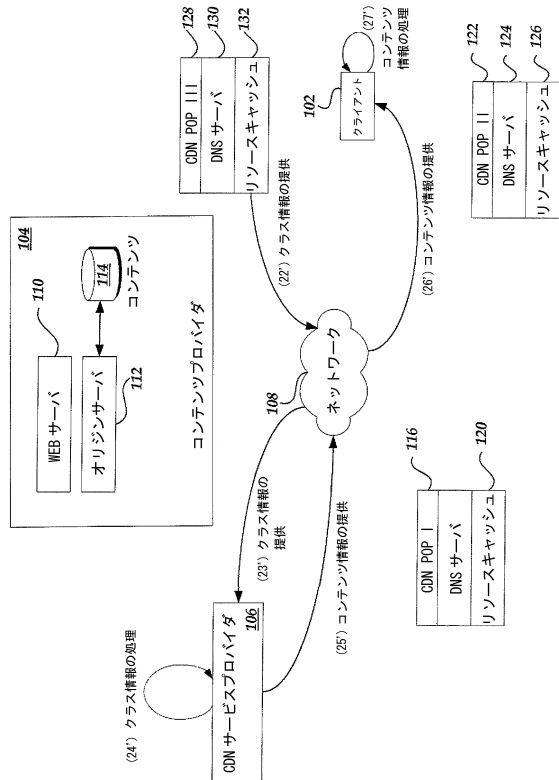 104
WEB サーバ
110
オリジンサーバ
112
114
コンテンツ
コンテンツプロバイダ
CDN POP III
128
DNS サーバ
130
リソースキャッシュ
132
(22') クラス情報の提供
(27')
コンテンツ
情報の処理
102
クライアント
(24') クラス情報の処理
CDN サービスプロバイダ
106
(23') クラス情報の
提供
108
ネットワーク
(25') コンテンツ情報の提供
(26') コンテンツ情報の提供
CDN POP I
116
DNS サーバ
リソースキャッシュ
120
CDN POP II
122
DNS サーバ
124
リソースキャッシュ
126